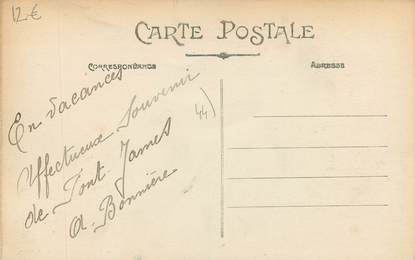 12€
CARTE POSTALE
CORRESPONDANCE
ADRESSE
En vacances
Affectueux Souvenir
de Pont James
A. Bonnière
44)